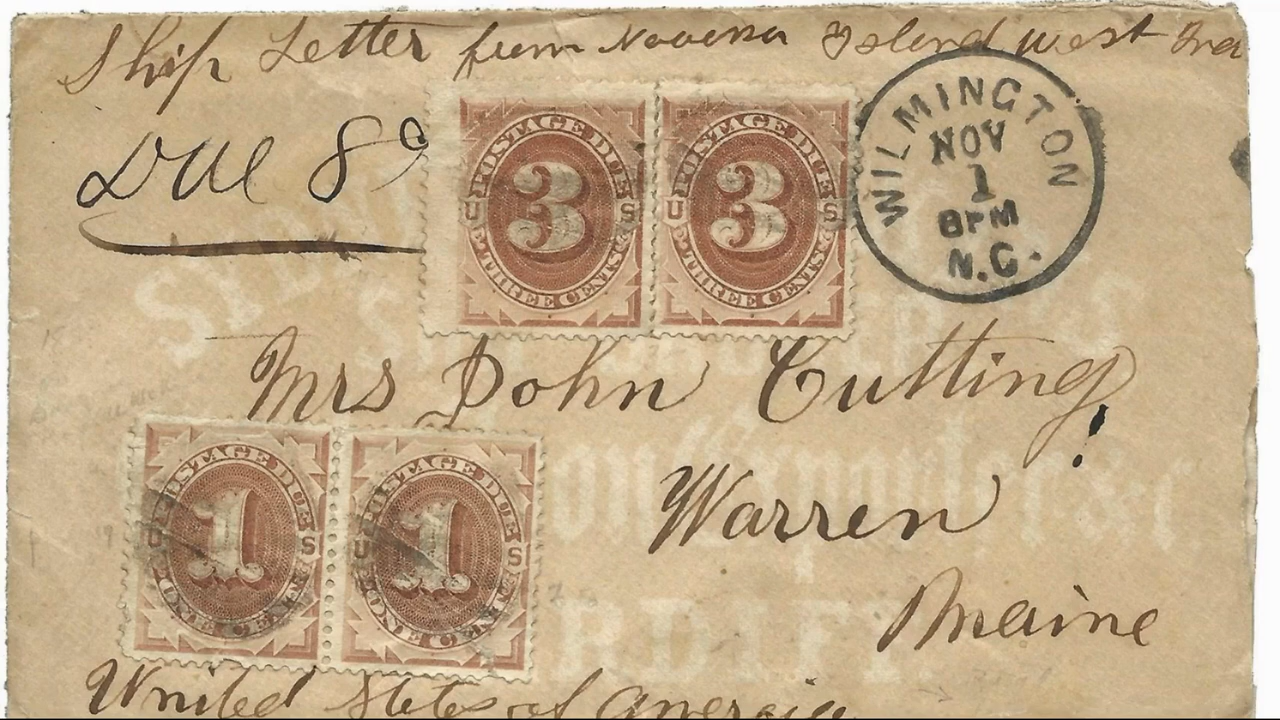 Ship Letter from Navassa Island west
Due 8c
POSTAGE DUE
U 3 S
THREE CENTS
POSTAGE DUE
U 3 S
THREE CENTS
WILMINGTON
NOV
1
8PM
N.C.
Mrs John Cutting
Warren
Maine
POSTAGE DUE
U 1 S
ONE CENT
POSTAGE DUE
U 1 S
ONE CENT
United States of America